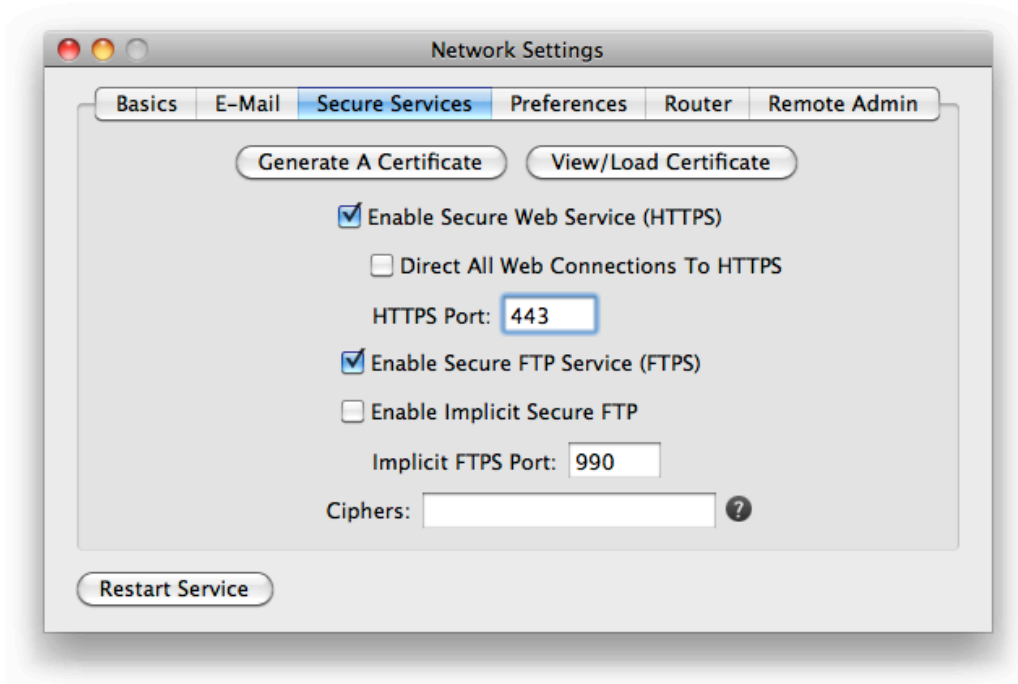 Network Settings
Basics E-Mail Secure Services Preferences Router Remote Admin
Generate A Certificate View/Load Certificate
Enable Secure Web Service (HTTPS)
Direct All Web Connections To HTTPS
HTTPS Port: 443
Enable Secure FTP Service (FTPS)
Enable Implicit Secure FTP
Implicit FTPS Port: 990
Ciphers: ?
Restart Service